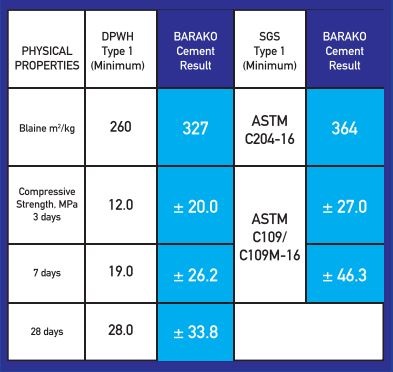 PHYSICAL
PROPERTIES
DPWH
Type 1
(Minimum)
BARAKO
Cement
Result
SGS
Type 1
(Minimum)
BARAKO
Cement
Result
Blaine m²/kg
260
327
ASTM
C204-16
364
Compressive
Strength, MPa
3 days
12.0
± 20.0
ASTM
C109/
C109M-16
± 27.0
7 days
19.0
± 26.2
± 46.3
28 days
28.0
± 33.8